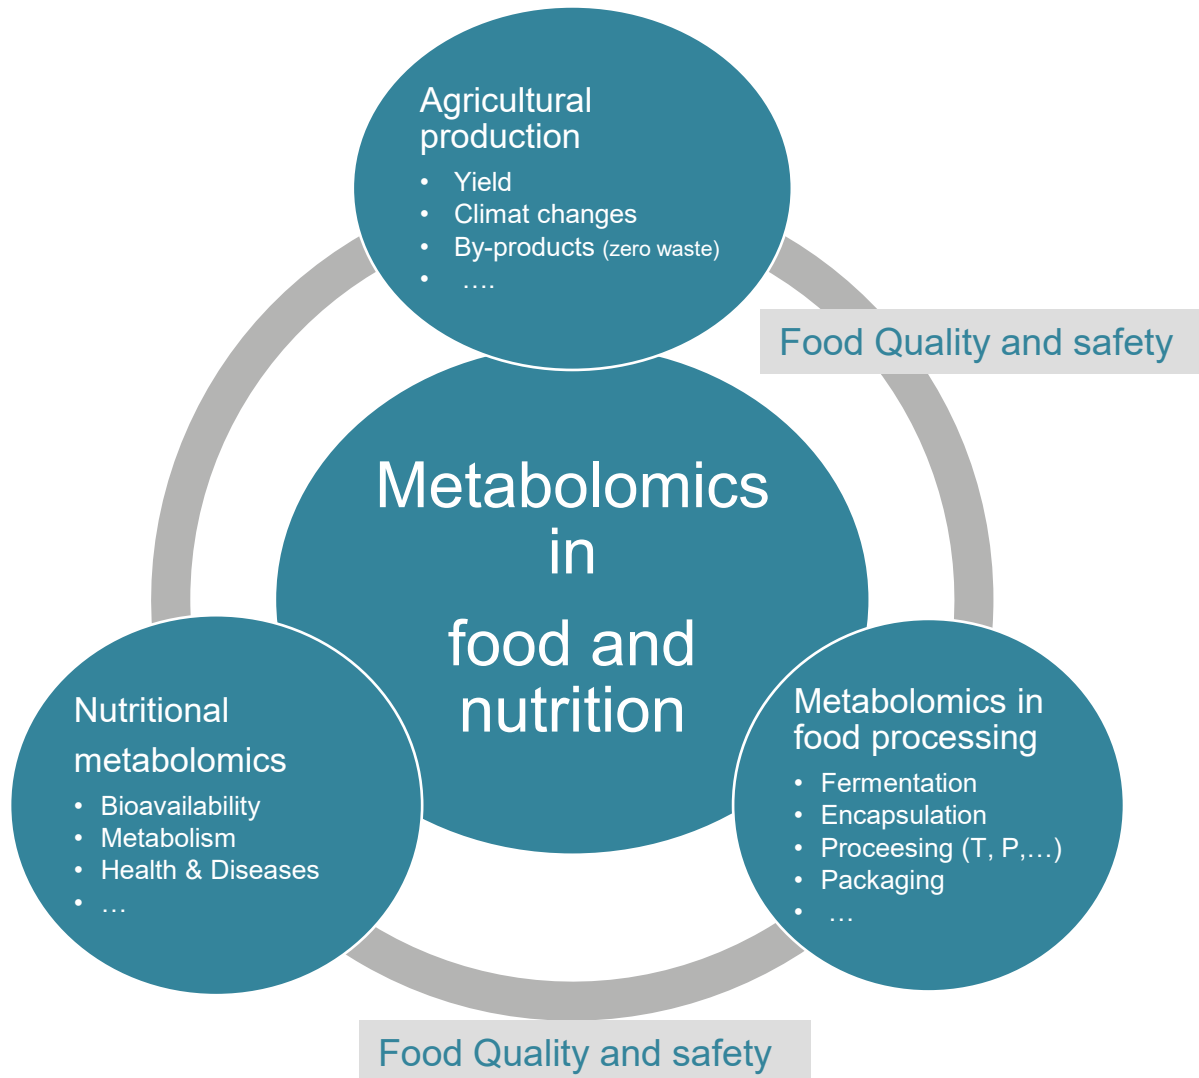 Agricultural
production
• Yield
• Climat changes
• By-products (zero waste)
• ....
Food Quality and safety
Metabolomics
in
food and
nutrition
Nutritional
metabolomics
• Bioavailability
• Metabolism
• Health & Diseases
• …
Metabolomics in
food processing
• Fermentation
• Encapsulation
• Proceesing (T, P,…)
• Packaging
• …
Food Quality and safety